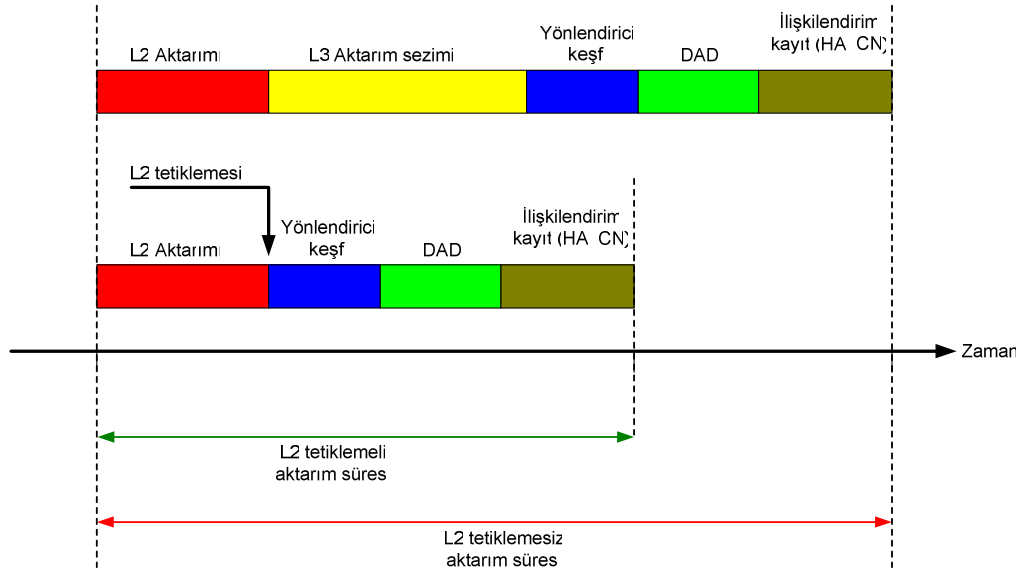 L2 Aktarımı
L3 Aktarım sezimi
Yönlendirici
keşf
DAD
İlişkilendirim
kayıt (HA CN)
L2 tetiklemesi
L2 Aktarımı
Yönlendirici
keşf
DAD
İlişkilendirim
kayıt (HA CN)
Zaman
L2 tetiklemeli
aktarım süres
L2 tetiklemesiz
aktarım süres